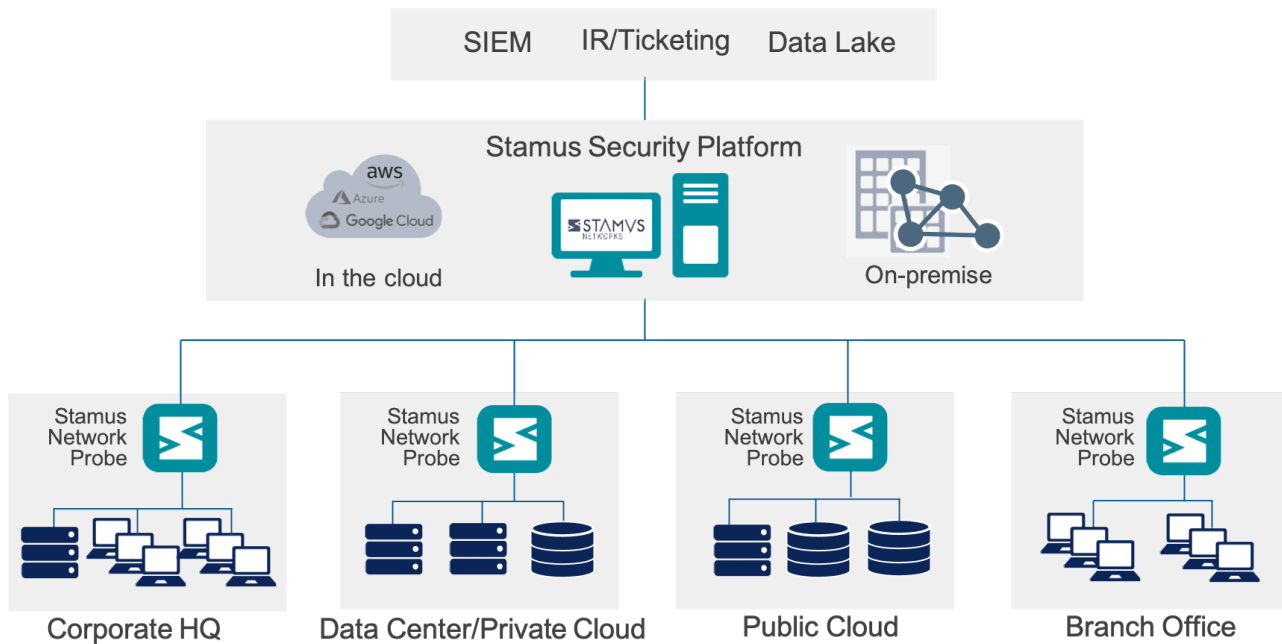 SIEM IR/Ticketing Data Lake
Stamus Security Platform
aws
Azure
Google Cloud
STAMVS
NETWORKS
In the cloud
On-premise
Stamus
Network
Probe
Stamus
Network
Probe
Stamus
Network
Probe
Stamus
Network
Probe
Corporate HQ
Data Center/Private Cloud
Public Cloud
Branch Office